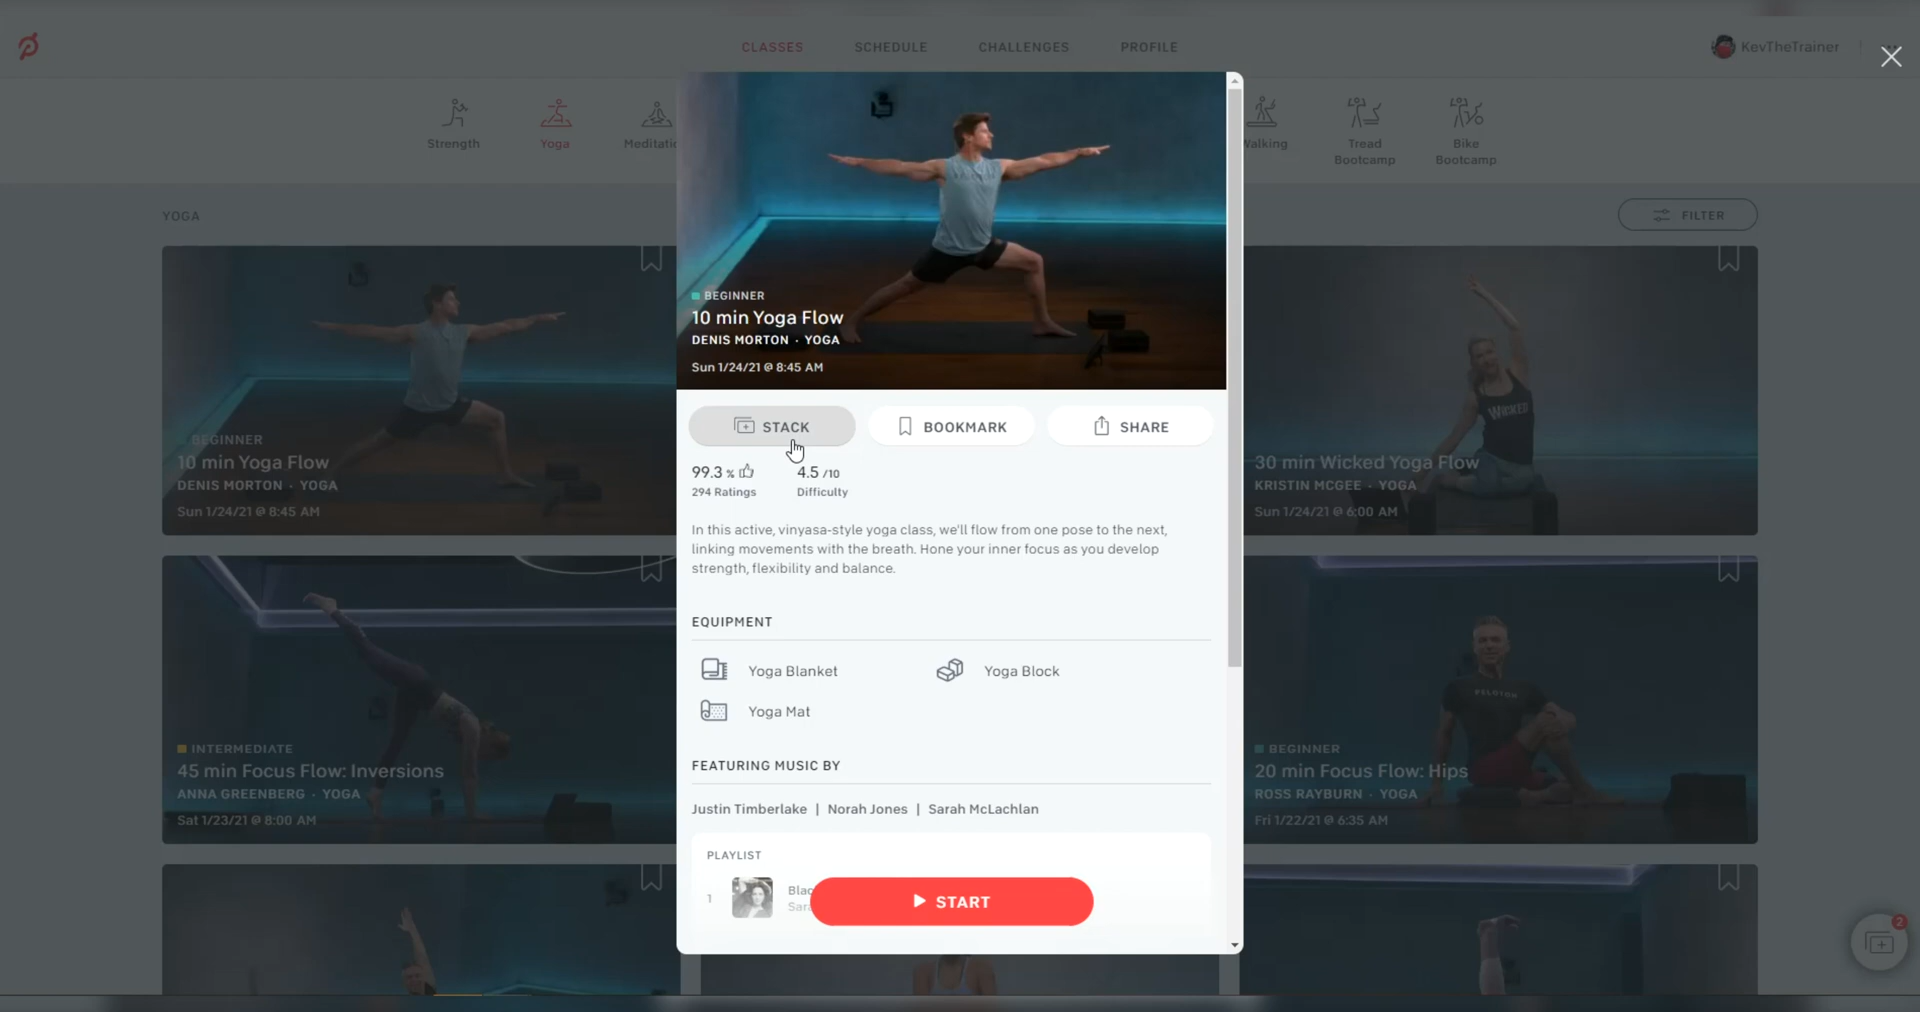 CLASSES
SCHEDULE
CHALLENGES
PROFILE
KevTheTrainer
Strength
Yoga
Walking
Tread
Bootcamp
Bike
Bootcamp
YOGA
FILTER
BEGINNER
10 min Yoga Flow
DENIS MORTON · YOGA
Sun 1/24/21 @ 8:45 AM
BEGINNER
10 min Yoga Flow
DENIS MORTON · YOGA
Sun 1/24/21 @ 8:45 AM
30 min Wicked Yoga Flow
KRISTIN MCGEE · YOGA
Sun 1/24/21 @ 6:00 AM
WICKED
STACK
BOOKMARK
SHARE
99.3 %
294 Ratings
4.5 /10
Difficulty
In this active, vinyasa-style yoga class, we'll flow from one pose to the next,
linking movements with the breath. Hone your inner focus as you develop
strength, flexibility and balance.
EQUIPMENT
Yoga Blanket
Yoga Block
Yoga Mat
FEATURING MUSIC BY
Justin Timberlake | Norah Jones | Sarah McLachlan
PLAYLIST
1
START
INTERMEDIATE
45 min Focus Flow: Inversions
ANNA GREENBERG · YOGA
Sat 1/23/21 @ 8:00 AM
PELOTON
BEGINNER
20 min Focus Flow: Hips
ROSS RAYBURN · YOGA
Fri 1/22/21 @ 6:35 AM
2